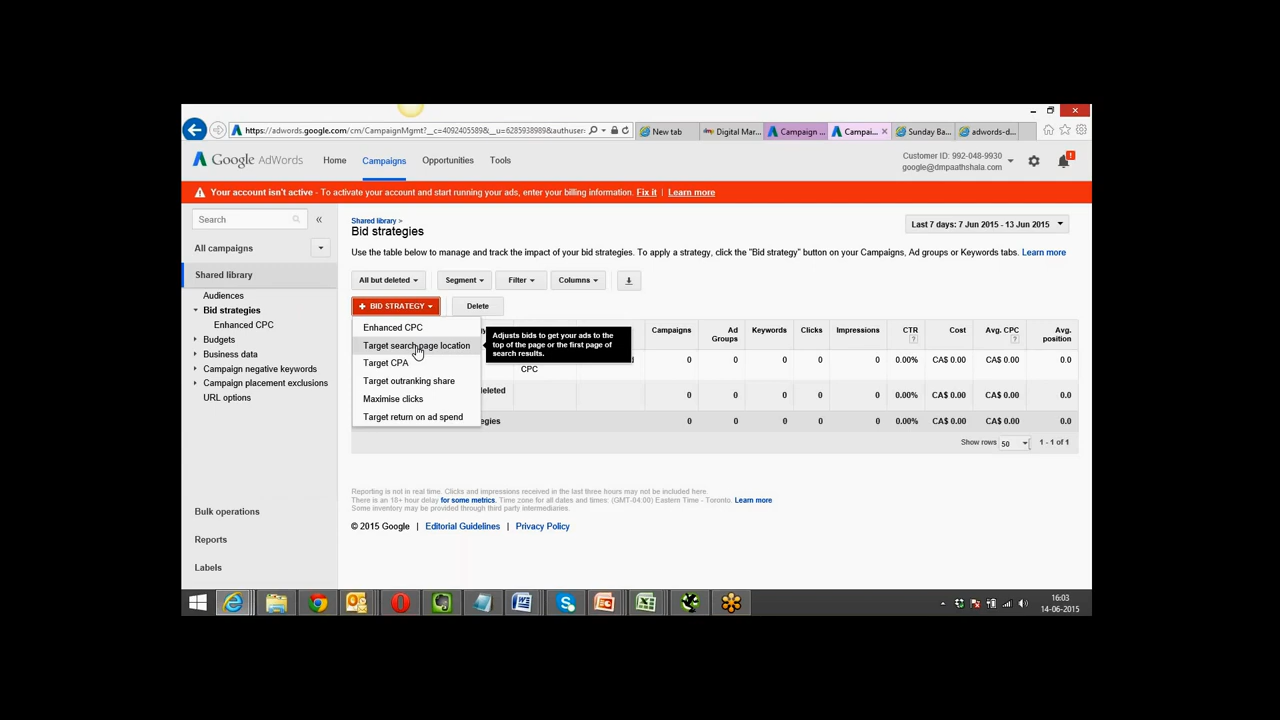 https://adwords.google.com/cm/CampaignMgmt?__c=4092405589&__u=6285938989&authuser:
New tab
Digital Mar...
Campaign ...
Campai...
Sunday Ba...
adwords-d...
Google AdWords
Home
Campaigns
Opportunities
Tools
Customer ID: 992-048-9930
google@dmpaathshala.com
Your account isn't active - To activate your account and start running your ads, enter your billing information. Fix it | Learn more
Search
All campaigns
Shared library
Audiences
Bid strategies
Enhanced CPC
Budgets
Business data
Campaign negative keywords
Campaign placement exclusions
URL options
Bulk operations
Reports
Labels
Shared library >
Bid strategies
Last 7 days: 7 Jun 2015 - 13 Jun 2015
Use the table below to manage and track the impact of your bid strategies. To apply a strategy, click the "Bid strategy" button on your Campaigns, Ad groups or Keywords tabs. Learn more
All but deleted
Segment
Filter
Columns
+ BID STRATEGY
Delete
Enhanced CPC
Target search page location
Target CPA
Target outranking share
Maximise clicks
Target return on ad spend
Adjusts bids to get your ads to the
top of the page or the first page of
search results.
Campaigns Ad Groups Keywords Clicks Impressions CTR ? Cost Avg. CPC ? Avg. position
CPC
0 0 0 0 0 0.00% CA$ 0.00 CA$ 0.00 0.0
eleted 0 0 0 0 0 0.00% CA$ 0.00 CA$ 0.00 0.0
egies 0 0 0 0 0 0.00% CA$ 0.00 CA$ 0.00 0.0
Show rows 50 1 - 1 of 1
Reporting is not in real time. Clicks and impressions received in the last three hours may not be included here.
There is an 18+ hour delay for some metrics. Time zone for all dates and times: (GMT-04:00) Eastern Time - Toronto. Learn more
Some inventory may be provided through third party intermediaries.
© 2015 Google | Editorial Guidelines | Privacy Policy
16:03
14-06-2015